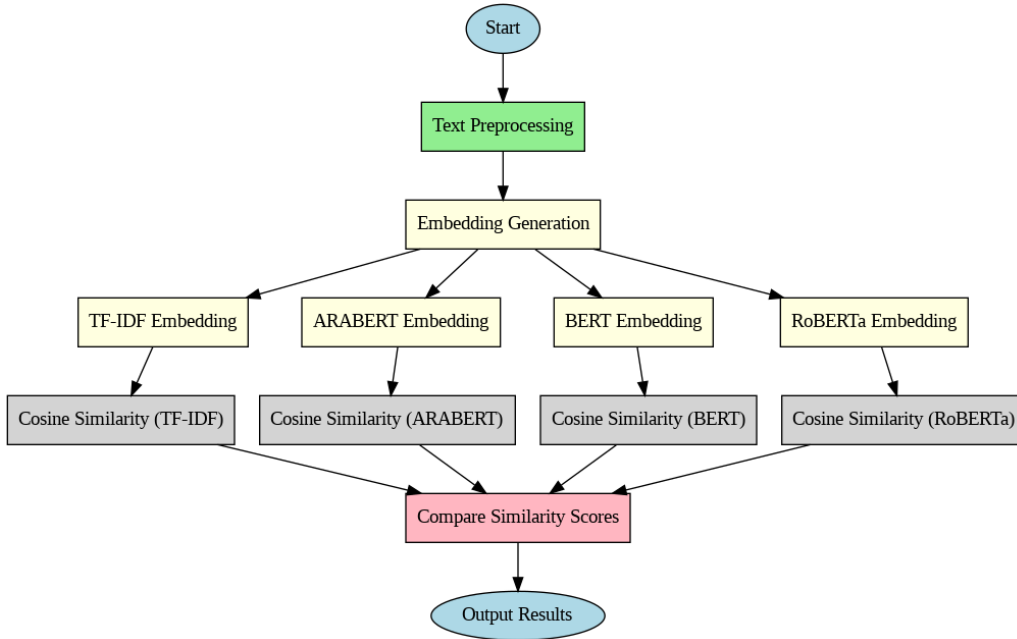 Start
Text Preprocessing
Embedding Generation
TF-IDF Embedding
ARABERT Embedding
BERT Embedding
RoBERTa Embedding
Cosine Similarity (TF-IDF)
Cosine Similarity (ARABERT)
Cosine Similarity (BERT)
Cosine Similarity (RoBERTa)
Compare Similarity Scores
Output Results